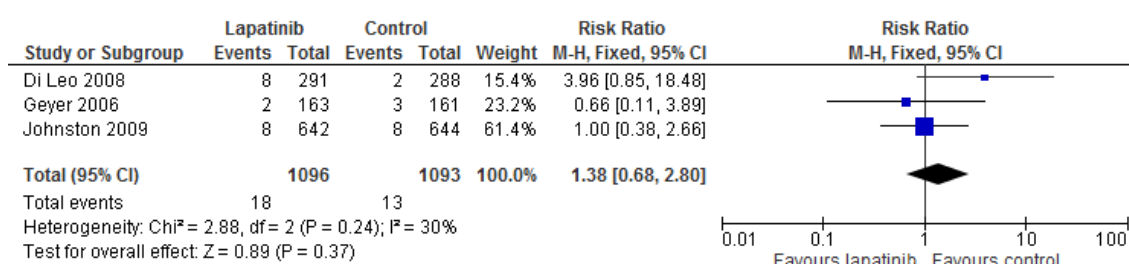 Lapatinib Control Risk Ratio Risk Ratio
Study or Subgroup Events Total Events Total Weight M-H, Fixed, 95% CI M-H, Fixed, 95% CI
Di Leo 2008 8 291 2 288 15.4% 3.96 [0.85, 18.48]
Geyer 2006 2 163 3 161 23.2% 0.66 [0.11, 3.89]
Johnston 2009 8 642 8 644 61.4% 1.00 [0.38, 2.66]
Total (95% CI) 1096 1093 100.0% 1.38 [0.68, 2.80]
Total events 18 13
Heterogeneity: Chi² = 2.88, df = 2 (P = 0.24); I² = 30%
Test for overall effect: Z = 0.89 (P = 0.37)
0.01 0.1 1 10 100
Favours lapatinib Favours control